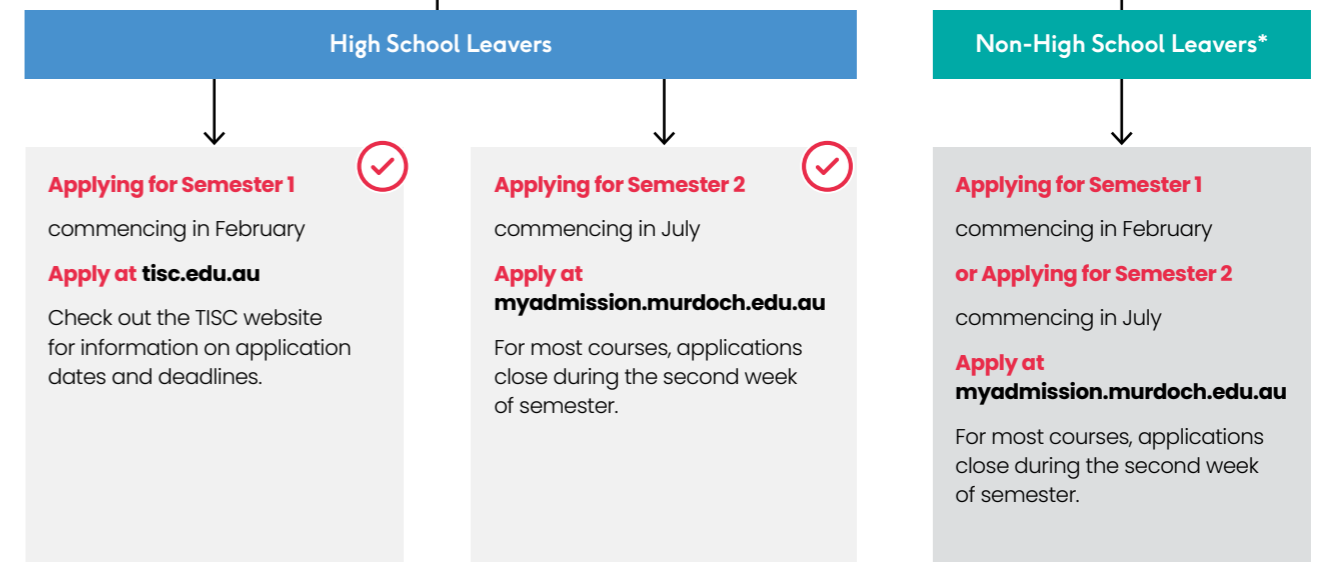 High School Leavers
Non-High School Leavers*
Applying for Semester 1
commencing in February
Apply at tisc.edu.au
Check out the TISC website
for information on application
dates and deadlines.
Applying for Semester 2
commencing in July
Apply at
myadmission.murdoch.edu.au
For most courses, applications
close during the second week
of semester.
Applying for Semester 1
commencing in February
or Applying for Semester 2
commencing in July
Apply at
myadmission.murdoch.edu.au
For most courses, applications
close during the second week
of semester.